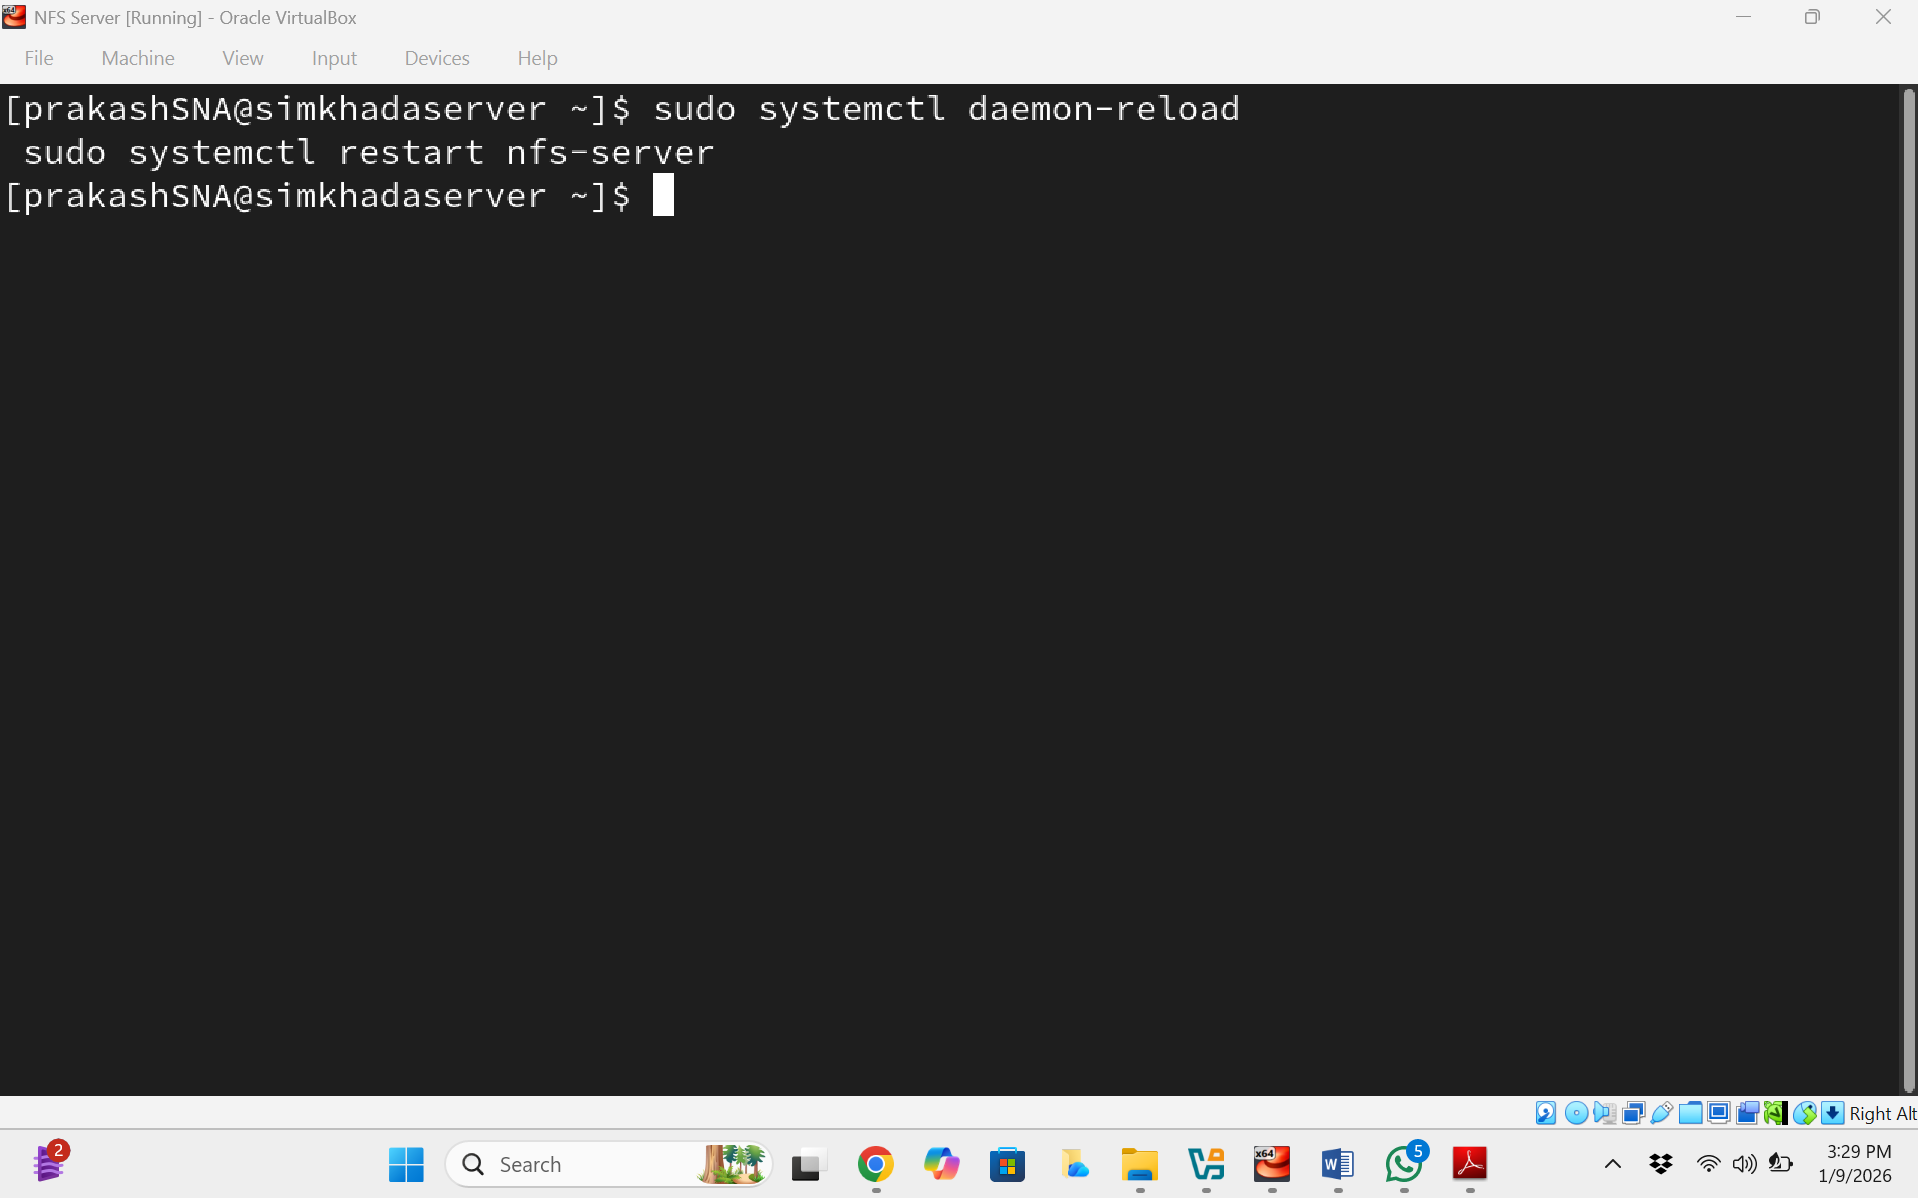 NFS Server [Running] - Oracle VirtualBox
File Machine View Input Devices Help
[prakashSNA@simkhadaserver ~]$ sudo systemctl daemon-reload
 sudo systemctl restart nfs-server
[prakashSNA@simkhadaserver ~]$
Right Alt
2
Search
x64
W
5
3:29 PM
1/9/2026